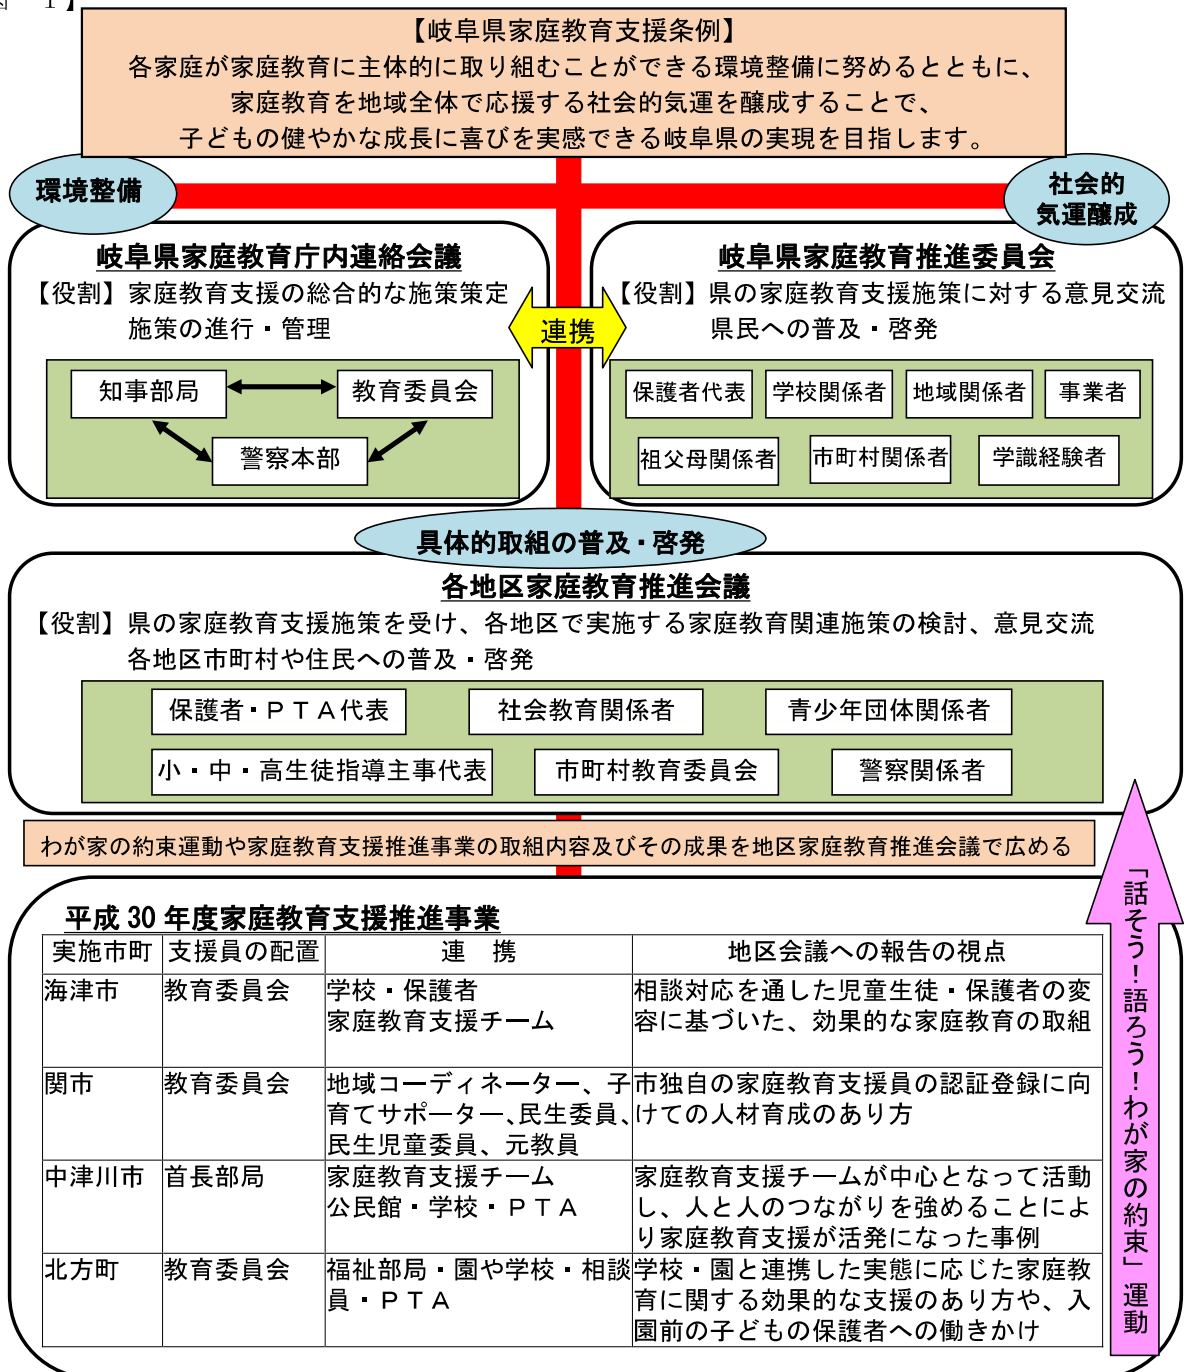 図 1】
【岐阜県家庭教育支援条例】
各家庭が家庭教育に主体的に取り組むことができる環境整備に努めるとともに、
家庭教育を地域全体で応援する社会的気運を醸成することで、
子どもの健やかな成長に喜びを実感できる岐阜県の実現を目指します。
環境整備
社会的
気運醸成
岐阜県家庭教育庁内連絡会議
【役割】家庭教育支援の総合的な施策策定
施策の進行・管理
知事部局
教育委員会
警察本部
連携
岐阜県家庭教育推進委員会
【役割】県の家庭教育支援施策に対する意見交流
県民への普及・啓発
保護者代表
学校関係者
地域関係者
事業者
祖父母関係者
市町村関係者
学識経験者
具体的取組の普及・啓発
各地区家庭教育推進会議
【役割】県の家庭教育支援施策を受け、各地区で実施する家庭教育関連施策の検討、意見交流
各地区市町村や住民への普及・啓発
保護者・ＰＴＡ代表
社会教育関係者
青少年団体関係者
小・中・高生徒指導主事代表
市町村教育委員会
警察関係者
わが家の約束運動や家庭教育支援推進事業の取組内容及びその成果を地区家庭教育推進会議で広める
平成30年度家庭教育支援推進事業
実施市町 支援員の配置 連　携 地区会議への報告の視点
海津市 教育委員会 学校・保護者 相談対応を通した児童生徒・保護者の変
家庭教育支援チーム 容に基づいた、効果的な家庭教育の取組
関市 教育委員会 地域コーディネーター、子 市独自の家庭教育支援員の認証登録に向
育てサポーター、民生委員、 けての人材育成のあり方
民生児童委員、元教員
中津川市 首長部局 家庭教育支援チーム 家庭教育支援チームが中心となって活動
公民館・学校・ＰＴＡ し、人と人のつながりを強めることによ
り家庭教育支援が活発になった事例
北方町 教育委員会 福祉部局・園や学校・相談 学校・園と連携した実態に応じた家庭教
員・ＰＴＡ 育に関する効果的な支援のあり方や、入
園前の子どもの保護者への働きかけ
「話そう！語ろう！わが家の約束」運動